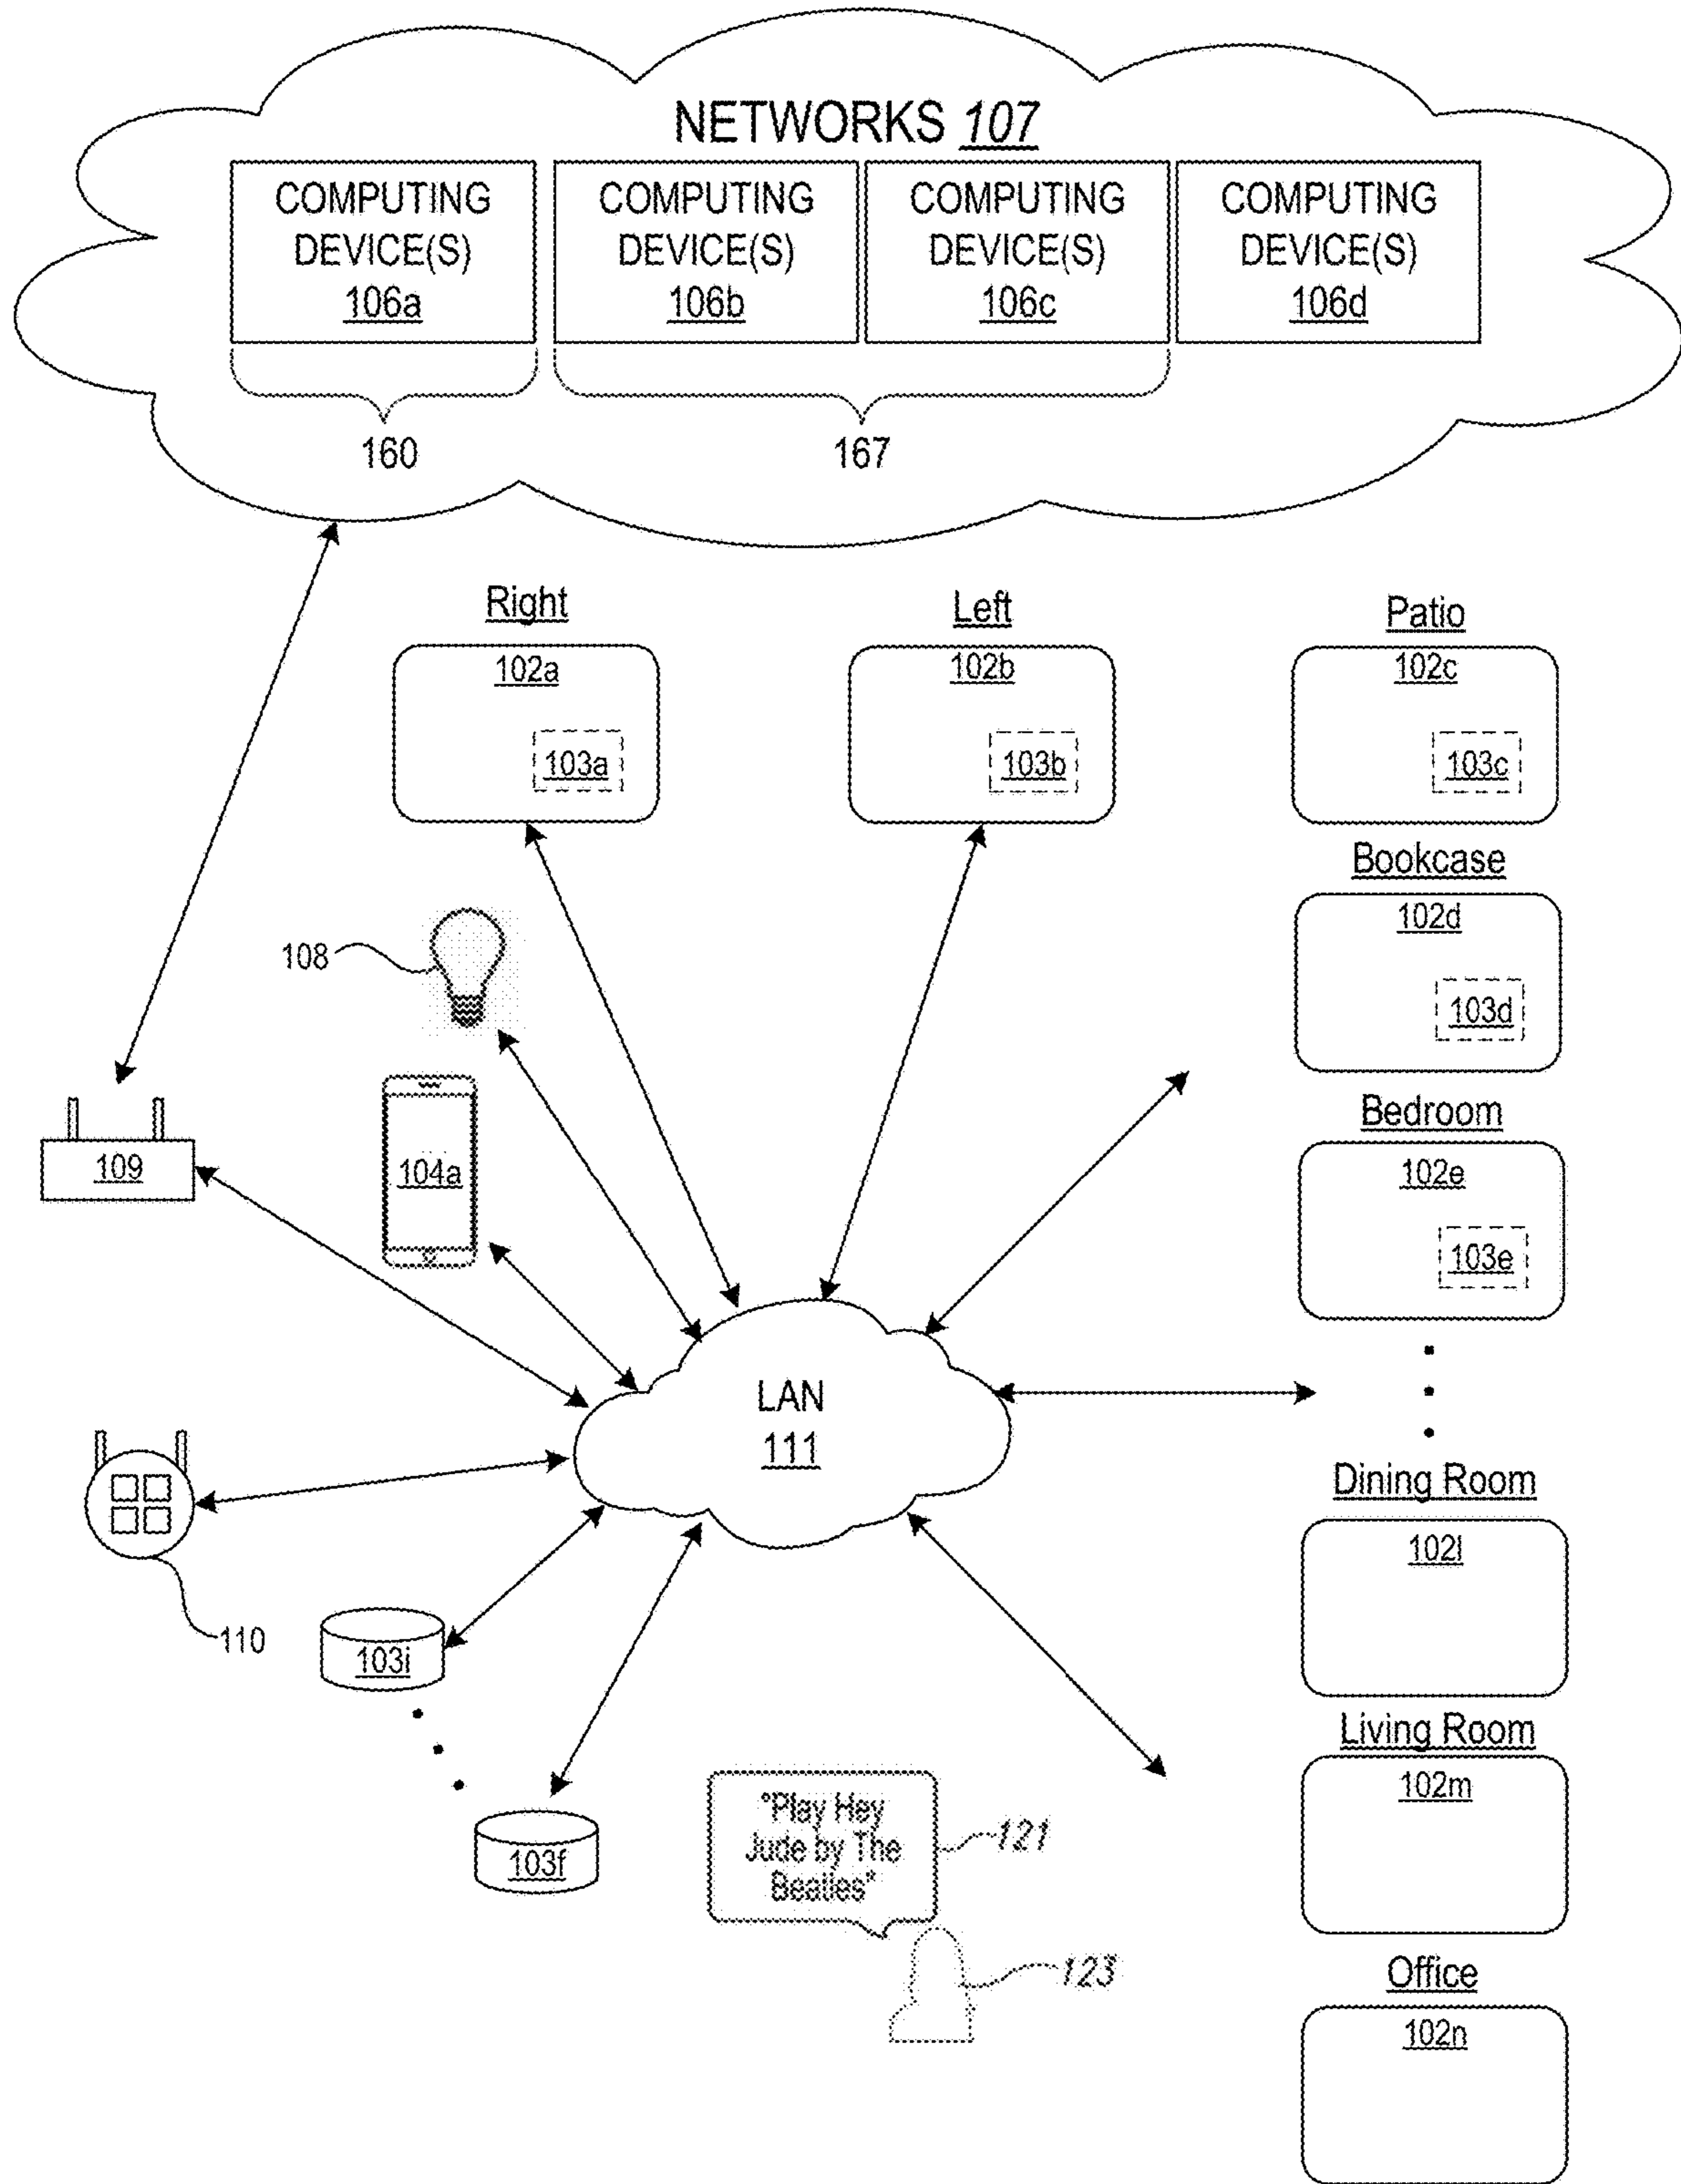 NETWORKS 107
COMPUTING
DEVICE(S)
106a
COMPUTING
DEVICE(S)
106b
COMPUTING
DEVICE(S)
106c
COMPUTING
DEVICE(S)
106d
160
167
Right
102a
103a
Left
102b
103b
Patio
102c
103c
Bookcase
102d
103d
Bedroom
102e
103e
108
104a
109
LAN
111
110
103i
103f
"Play Hey
Jude by The
Beatles"
121
123
Dining Room
102l
Living Room
102m
Office
102n